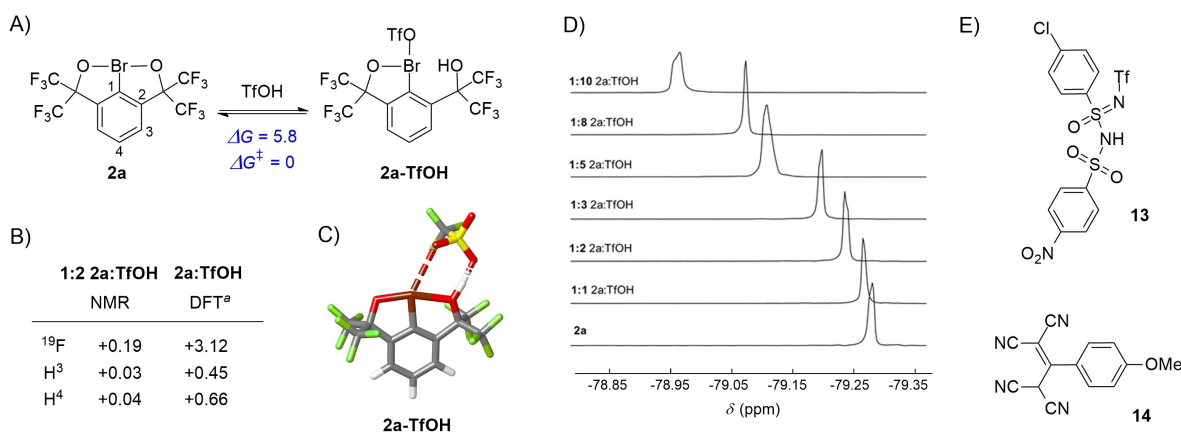 A)
TfO
O Br O
F3C CF3
F3C CF3
1 2 3 4
2a
TfOH
ΔG = 5.8
ΔG‡ = 0
O Br HO
F3C CF3
F3C CF3
2a-TfOH
B)
1:2 2a:TfOH 2a:TfOH
NMR DFTa
19F +0.19 +3.12
H3 +0.03 +0.45
H4 +0.04 +0.66
C)
2a-TfOH
D)
1:10 2a:TfOH
1:8 2a:TfOH
1:5 2a:TfOH
1:3 2a:TfOH
1:2 2a:TfOH
1:1 2a:TfOH
2a
-78.85 -78.95 -79.05 -79.15 -79.25 -79.35
δ (ppm)
E)
Cl
Tf
S N
O NH
O S O
O2N
13
CN
NC
NC
CN
OMe
14